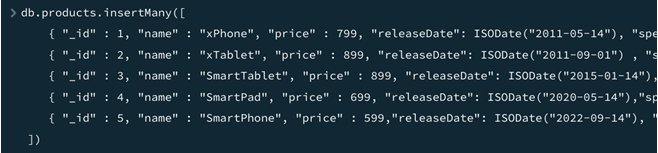 > db.products.insertMany([
{ "_id" : 1, "name" : "xPhone", "price" : 799, "releaseDate": ISODate("2011-05-14"), "spe
{ "_id" : 2, "name" : "xTablet", "price" : 899, "releaseDate": ISODate("2011-09-01") , "s
{ "_id" : 3, "name" : "SmartTablet", "price" : 899, "releaseDate": ISODate("2015-01-14"),
{ "_id" : 4, "name" : "SmartPad", "price" : 699, "releaseDate": ISODate("2020-05-14"),"sp
{ "_id" : 5, "name" : "SmartPhone", "price" : 599,"releaseDate": ISODate("2022-09-14"), "
])